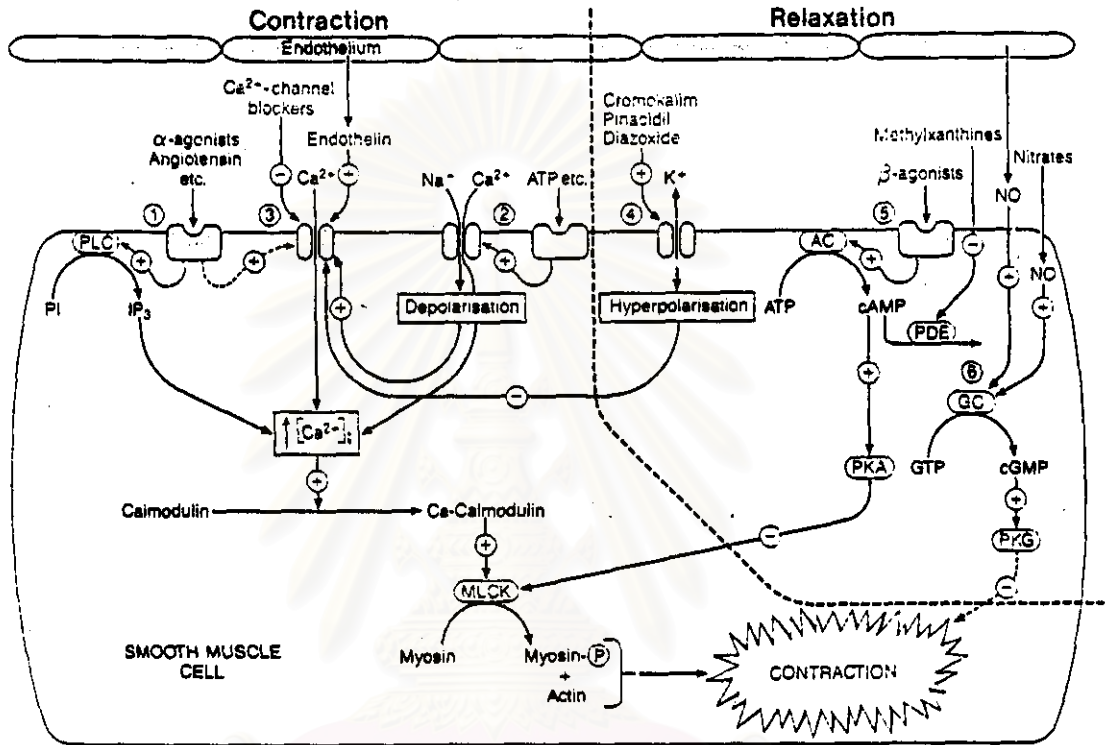 Contraction
Relaxation
Endothelium
Ca²⁺-channel
blockers
Endothelin
α-agonists
Angiotensin
etc.
Ca²⁺
Na⁺
Ca²⁺
ATP etc.
Cromokalim
Pinacidil
Diazoxide
K⁺
Methylxanthines
β-agonists
Nitrates
NO
NO
①
③
②
④
⑤
⑥
PLC
PI
IP₃
Depolarisation
Hyperpolarisation
AC
ATP
cAMP
PDE
GC
GTP
cGMP
PKA
PKG
↑ [Ca²⁺]ᵢ
Calmodulin
Ca-Calmodulin
MLCK
Myosin
Myosin-Ⓟ
+
Actin
SMOOTH MUSCLE
CELL
CONTRACTION